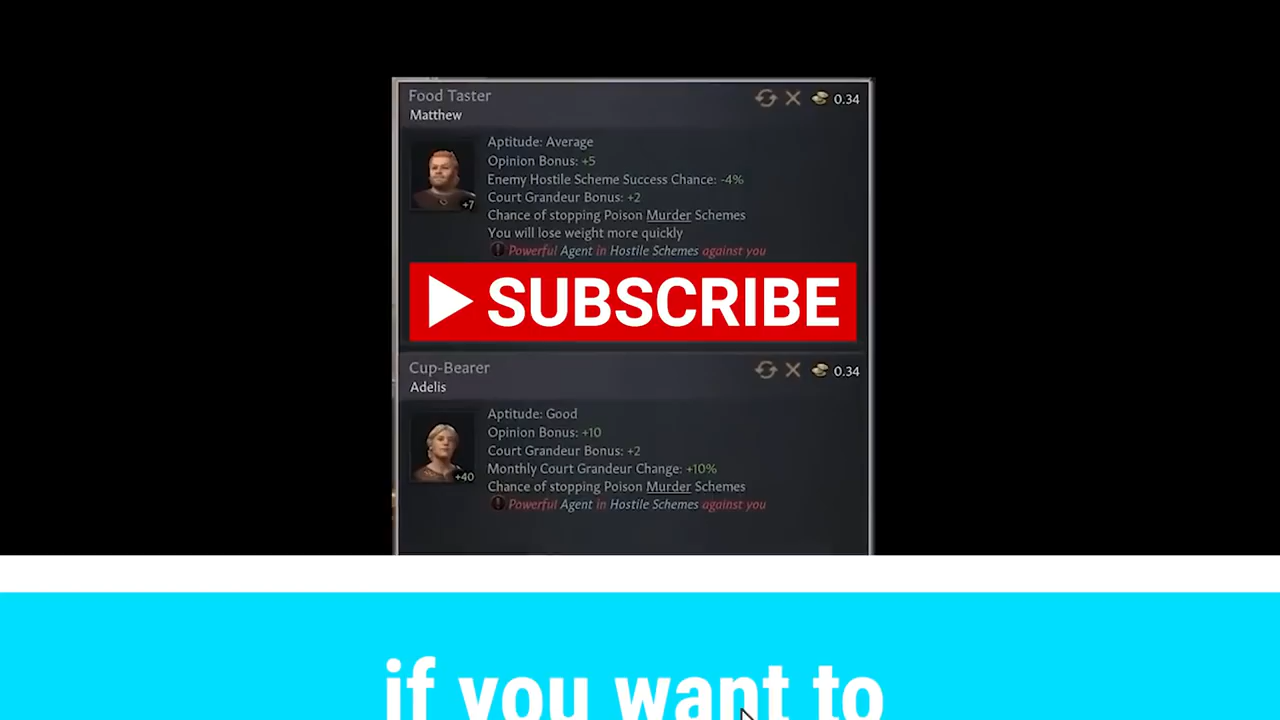 Food Taster
0.34
Matthew
Aptitude: Average
Opinion Bonus: +5
Enemy Hostile Scheme Success Chance: -4%
Court Grandeur Bonus: +2
+7
Chance of stopping Poison Murder Schemes
You will lose weight more quickly
Powerful Agent in Hostile Schemes against you
SUBSCRIBE
Cup-Bearer
0.34
Adelis
Aptitude: Good
Opinion Bonus: +10
Court Grandeur Bonus: +2
Monthly Court Grandeur Change: +10%
+40
Chance of stopping Poison Murder Schemes
Powerful Agent in Hostile Schemes against you
if you want to